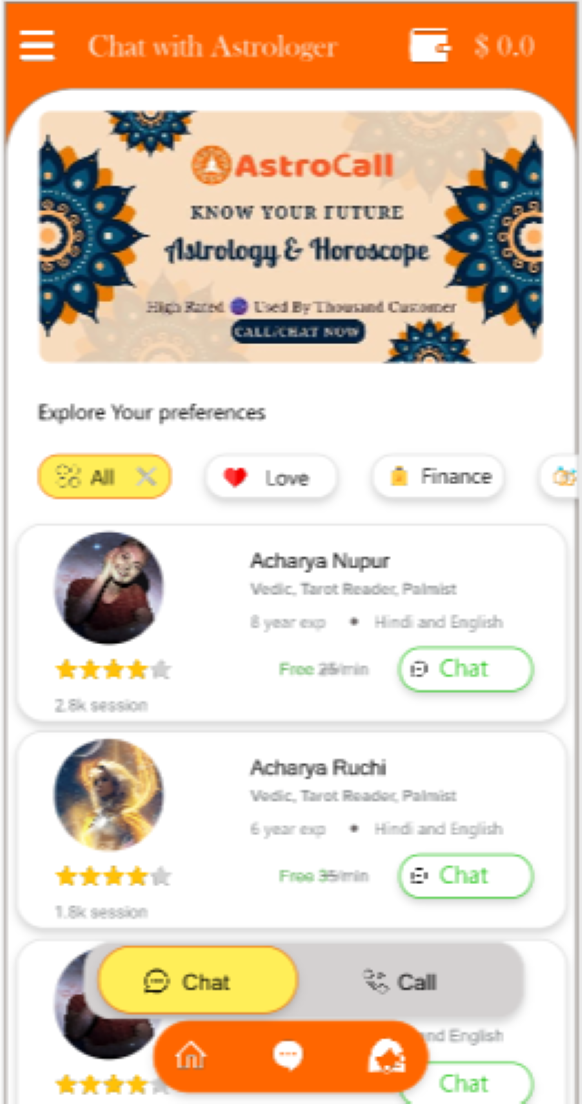 Chat with Astrologer
$ 0.0
AstroCall
KNOW YOUR FUTURE
Astrology & Horoscope
High Rated Used By Thousand Customer
CALL/CHAT NOW
Explore Your preferences
All
Love
Finance
Acharya Nupur
Vedic, Tarot Reader, Palmist
8 year exp • Hindi and English
Free 25/min
Chat
2.8k session
Acharya Ruchi
Vedic, Tarot Reader, Palmist
6 year exp • Hindi and English
Free 35/min
Chat
1.8k session
Chat
Call
nd English
Chat